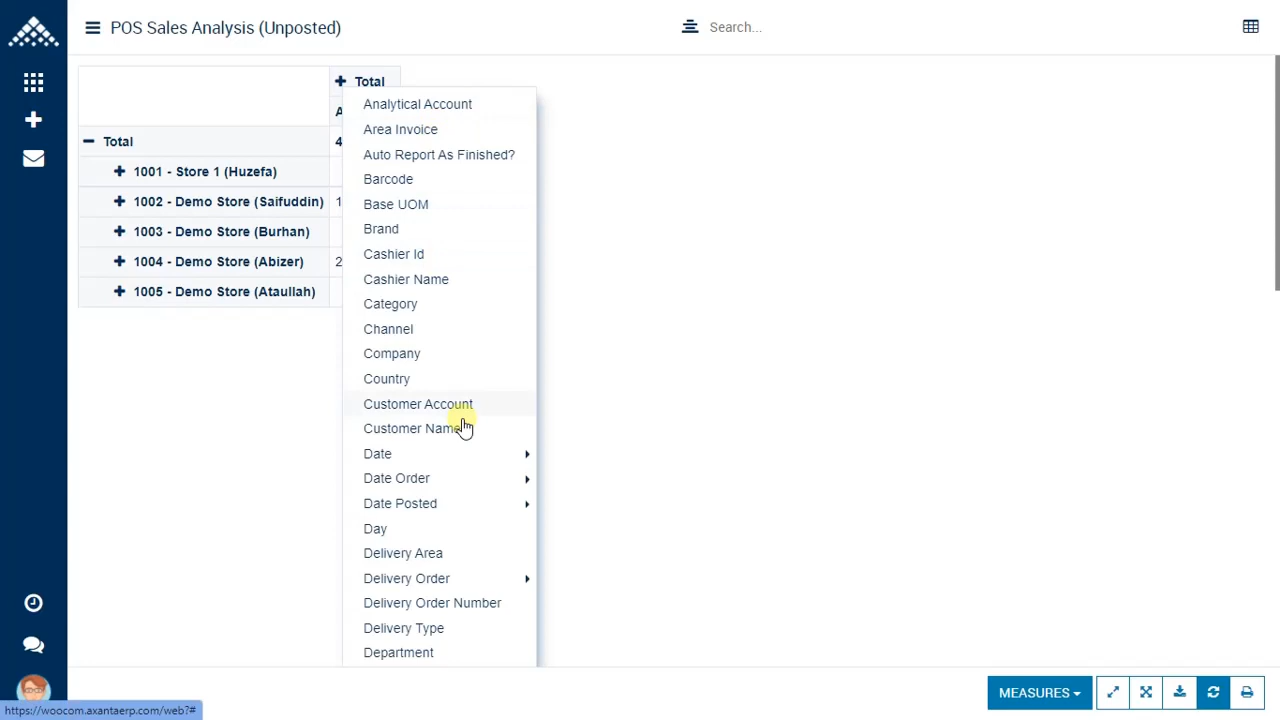 POS Sales Analysis (Unposted)
Search...
Total
Total
1001 - Store 1 (Huzefa)
1002 - Demo Store (Saifuddin)
1003 - Demo Store (Burhan)
1004 - Demo Store (Abizer)
1005 - Demo Store (Ataullah)
Analytical Account
Area Invoice
Auto Report As Finished?
Barcode
Base UOM
Brand
Cashier Id
Cashier Name
Category
Channel
Company
Country
Customer Account
Customer Name
Date
Date Order
Date Posted
Day
Delivery Area
Delivery Order
Delivery Order Number
Delivery Type
Department
MEASURES
https://woocom.axantaerp.com/web?#